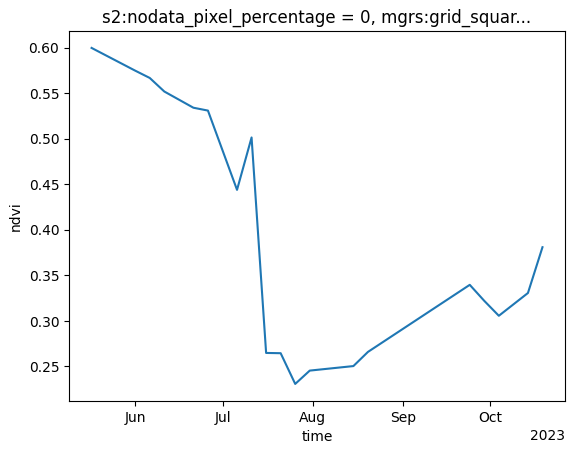 s2:nodata_pixel_percentage = 0, mgrs:grid_squar...
0.60
0.55
0.50
0.45
0.40
0.35
0.30
0.25
ndvi
Jun Jul Aug Sep Oct
time
2023